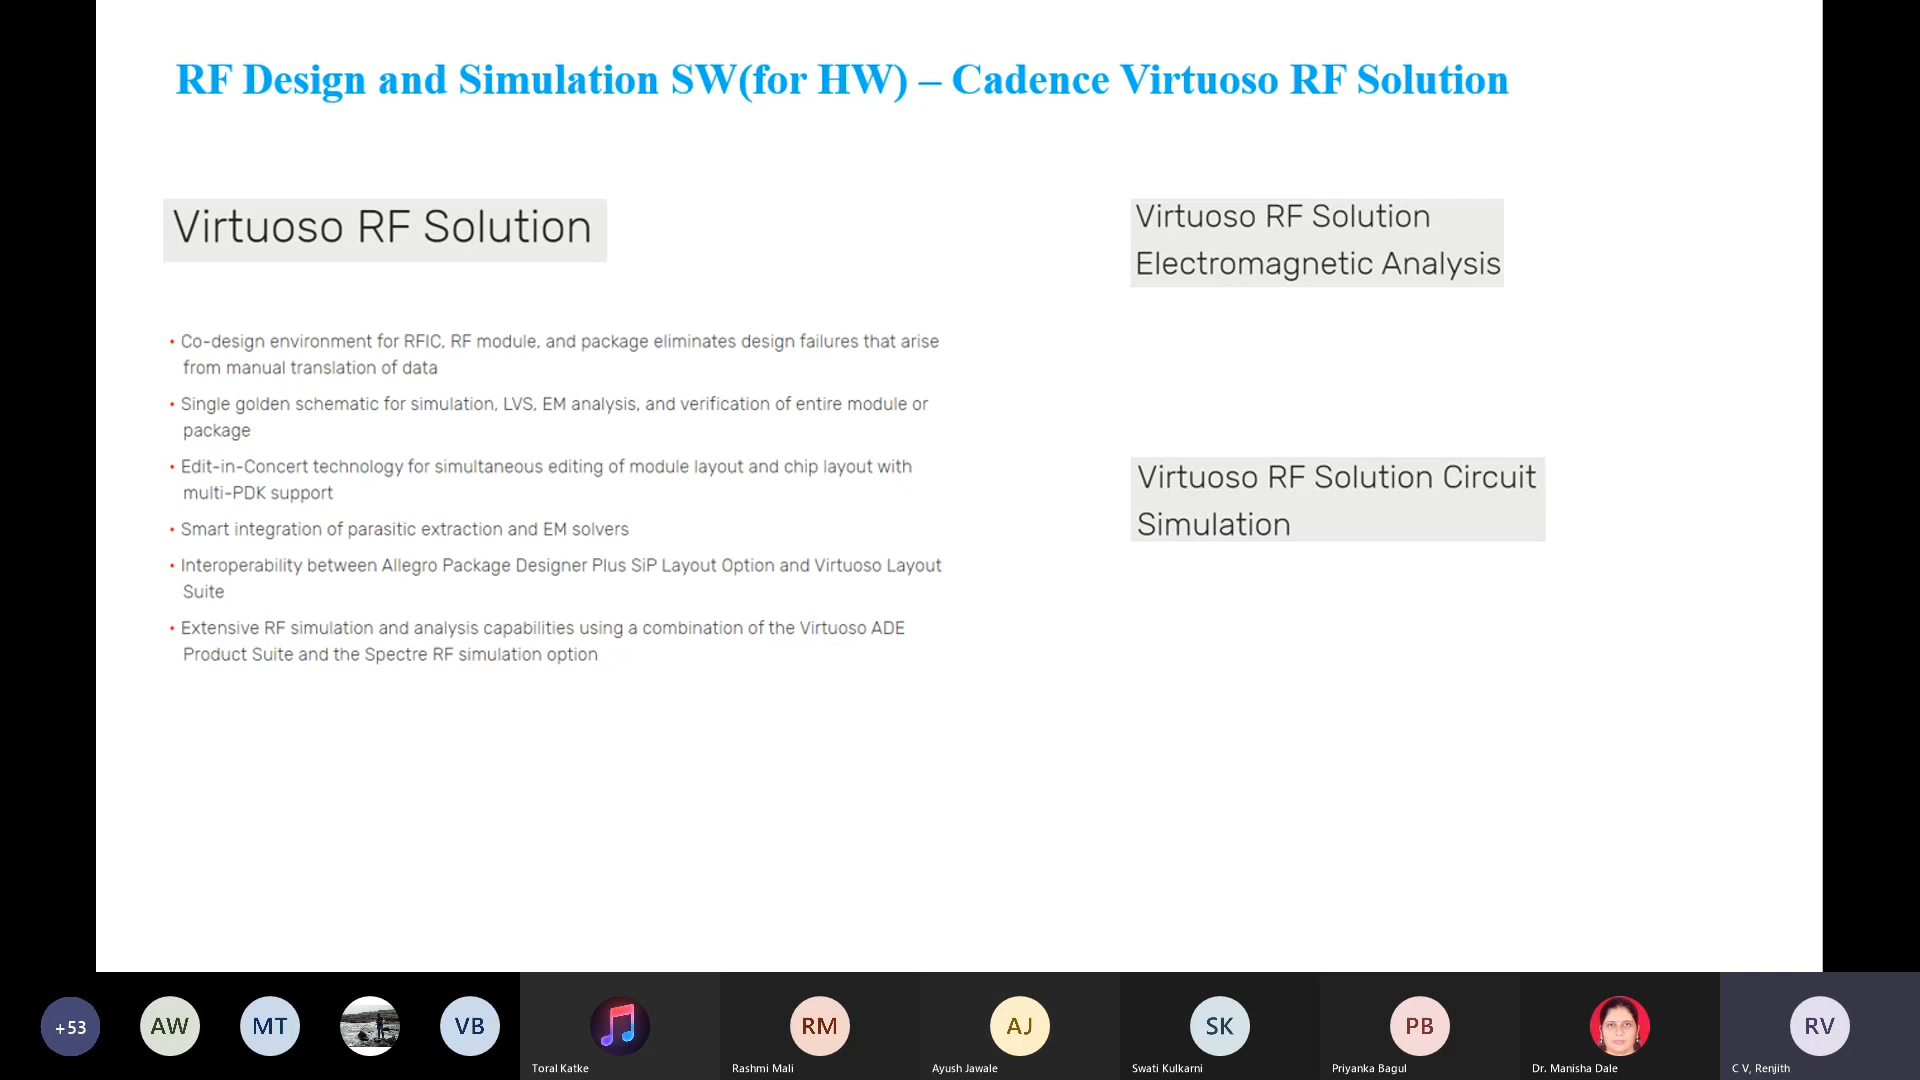 RF Design and Simulation SW(for HW) – Cadence Virtuoso RF Solution
Virtuoso RF Solution
• Co-design environment for RFIC, RF module, and package eliminates design failures that arise
from manual translation of data
• Single golden schematic for simulation, LVS, EM analysis, and verification of entire module or
package
• Edit-in-Concert technology for simultaneous editing of module layout and chip layout with
multi-PDK support
• Smart integration of parasitic extraction and EM solvers
• Interoperability between Allegro Package Designer Plus SiP Layout Option and Virtuoso Layout
Suite
• Extensive RF simulation and analysis capabilities using a combination of the Virtuoso ADE
Product Suite and the Spectre RF simulation option
Virtuoso RF Solution
Electromagnetic Analysis
Virtuoso RF Solution Circuit
Simulation
+53
AW
MT
VB
Toral Katke
RM
Rashmi Mali
AJ
Ayush Jawale
SK
Swati Kulkarni
PB
Priyanka Bagul
Dr. Manisha Dale
RV
C V, Renjith